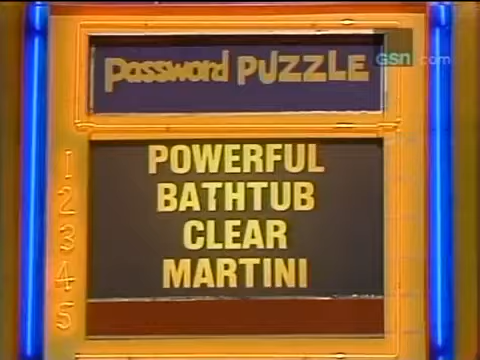 Password PUZZLE
GSN.com
1 POWERFUL
2 BATHTUB
3 CLEAR
4 MARTINI
5